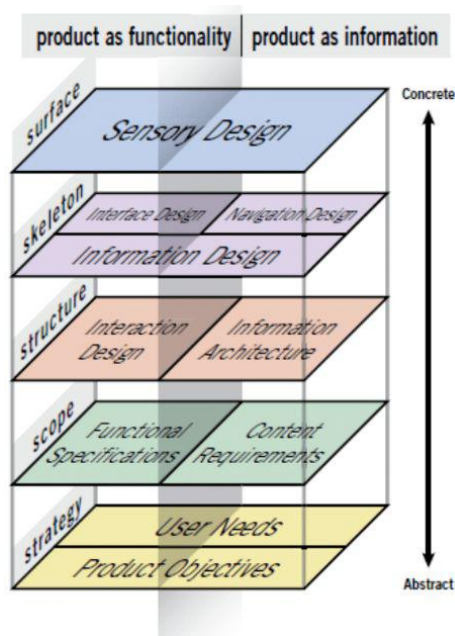 product as functionality product as information
Concrete
surface
Sensory Design
skeleton
Interface Design Navigation Design
Information Design
structure
Interaction Information
Design Architecture
scope
Functional Content
Specifications Requirements
strategy
User Needs
Product Objectives
Abstract